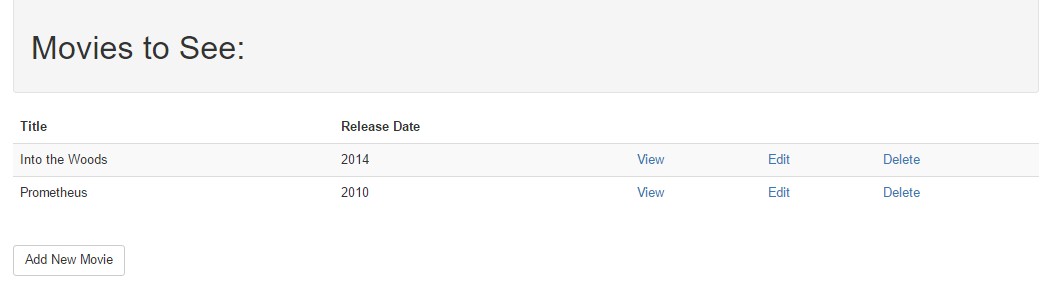 Movies to See:
Title Release Date
Into the Woods 2014 View Edit Delete
Prometheus 2010 View Edit Delete
Add New Movie